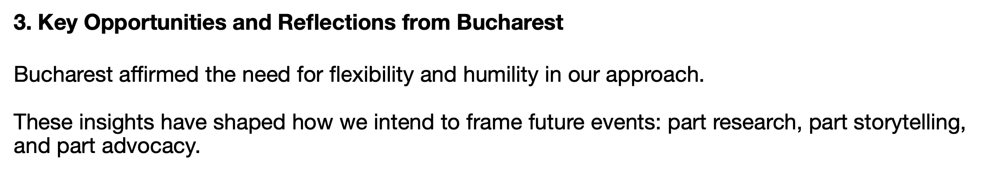 3. Key Opportunities and Reflections from Bucharest
Bucharest affirmed the need for flexibility and humility in our approach.
These insights have shaped how we intend to frame future events: part research, part storytelling,
and part advocacy.